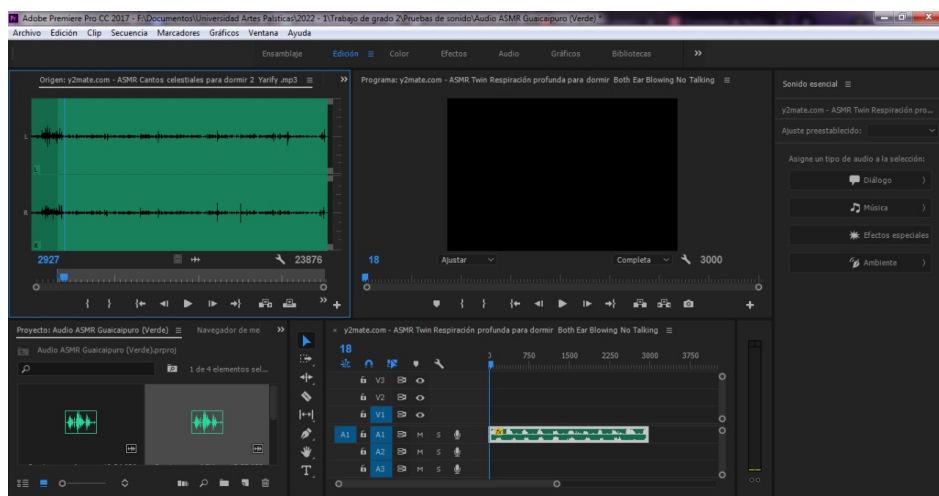 Adobe Premiere Pro CC 2017 - F:\Documentos\Universidad Artes Palsticas\2022 - 1\Trabajo de grado 2\Pruebas de sonido\Audio ASMR Guaicaipuro (Verde) *
Archivo Edición Clip Secuencia Marcadores Gráficos Ventana Ayuda
Ensamblaje Edición Color Efectos Audio Gráficos Bibliotecas
Origen: y2mate.com - ASMR Cantos celestiales para dormir 2 Yarify .mp3
L
L
R
R
2927 23876
Programa: y2mate.com - ASMR Twin Respiración profunda para dormir Both Ear Blowing No Talking
18 Ajustar Completa 3000
Sonido esencial
y2mate.com - ASMR Twin Respiración pro...
Ajuste preestablecido:
Asigne un tipo de audio a la selección:
Diálogo
Música
Efectos especiales
Ambiente
Proyecto: Audio ASMR Guaicaipuro (Verde) Navegador de me
Audio ASMR Guaicaipuro (Verde).prproj
1 de 4 elementos sel...
T
y2mate.com - ASMR Twin Respiración profunda para dormir Both Ear Blowing No Talking
18
750 1500 2250 3000 3750
V3
V2
V1
A1 A1 M S
A2 M S
A3 M S
fx